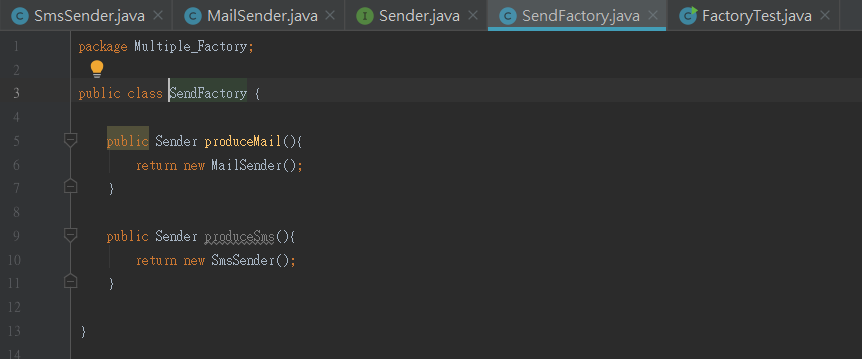 SmsSender.java MailSender.java Sender.java SendFactory.java FactoryTest.java
1 package Multiple_Factory;
2
3 public class SendFactory {
4
5 public Sender produceMail(){
6 return new MailSender();
7 }
8
9 public Sender produceSms(){
10 return new SmsSender();
11 }
12
13 }
14